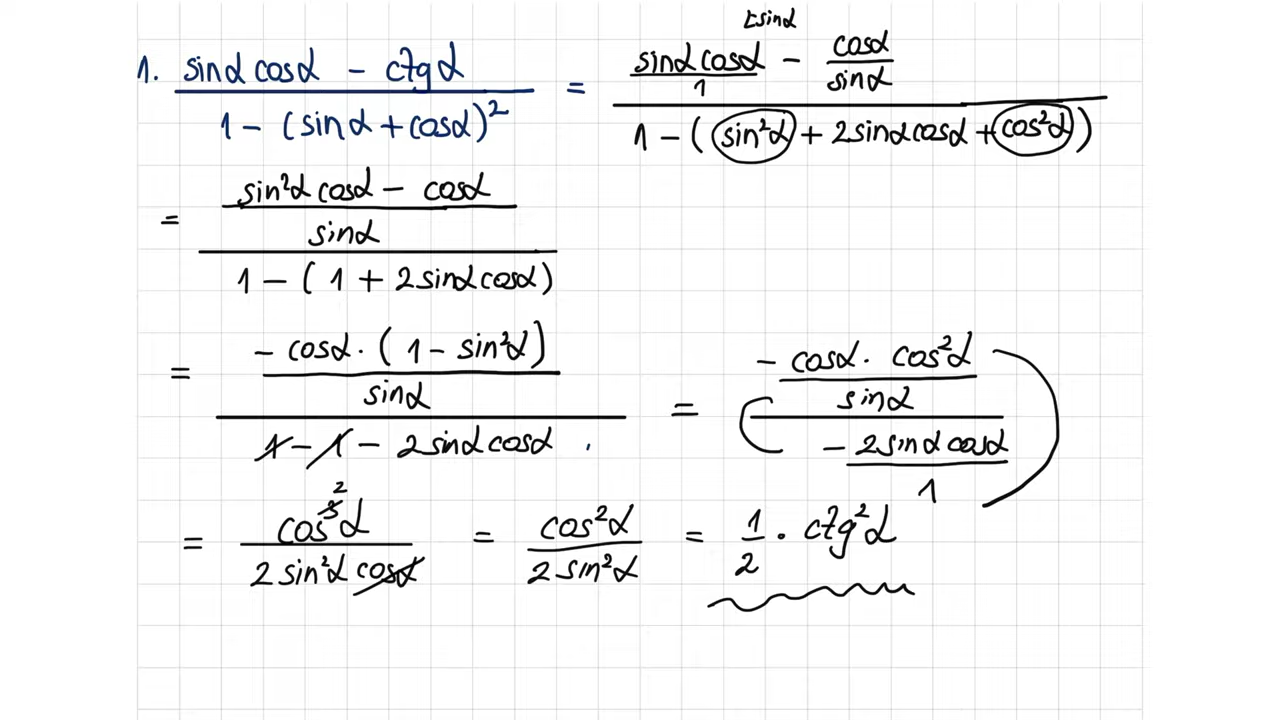 1. (sinα cosα − ctgα) / (1 − (sinα + cosα)²) = (sinα cosα / 1 − cosα / sinα) / (1 − (sin²α + 2sinα cosα + cos²α))
= ((sin²α cosα − cosα) / sinα) / (1 − (1 + 2sinα cosα))
= (−cosα · (1 − sin²α) / sinα) / (1 − 1 − 2sinα cosα) = (−cosα · cos²α / sinα) / (−2sinα cosα / 1)
= cos³ ²α / (2sin²α cosα) = cos²α / (2sin²α) = 1/2 · ctg²α